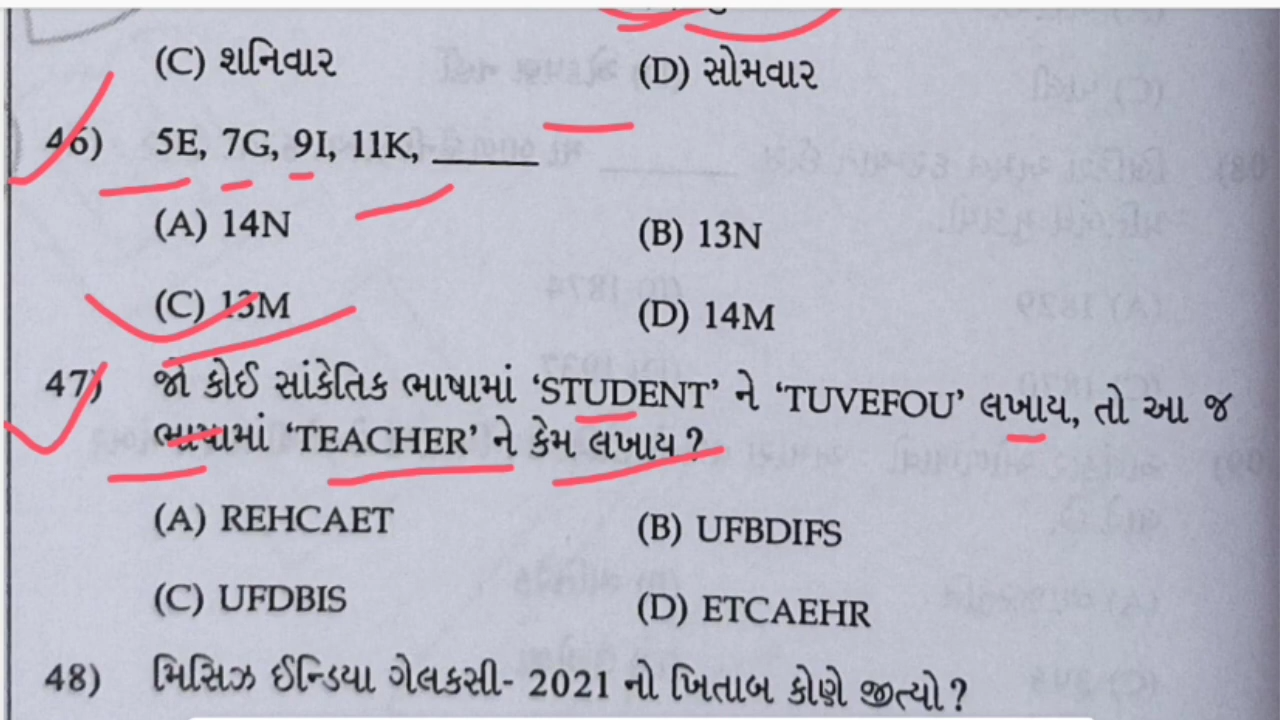 (C) શનિવાર (D) સોમવાર
46) 5E, 7G, 9I, 11K, ______
(A) 14N (B) 13N
(C) 13M (D) 14M
47) જો કોઈ સાંકેતિક ભાષામાં ‘STUDENT’ ને ‘TUVEFOU’ લખાય, તો આ જ
ભાષામાં ‘TEACHER’ ને કેમ લખાય ?
(A) REHCAET (B) UFBDIFS
(C) UFDBIS (D) ETCAEHR
48) મિસિઝ ઈન્ડિયા ગેલકસી- 2021 નો ખિતાબ કોણે જીત્યો ?